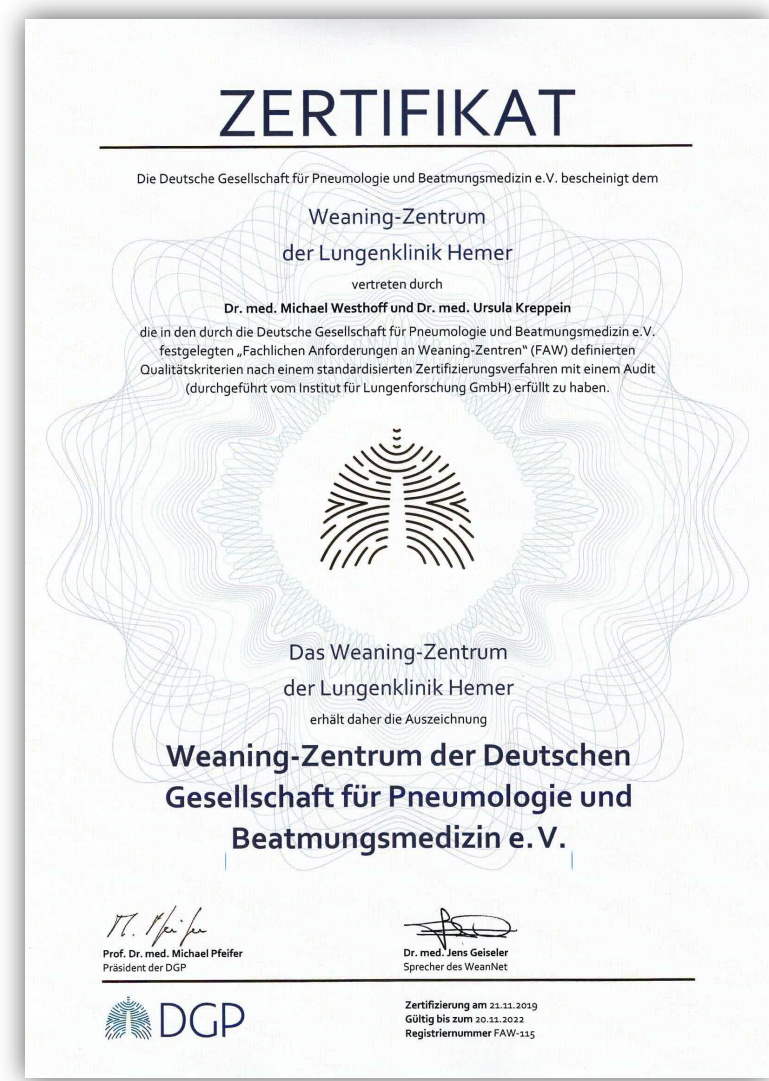 ZERTIFIKAT
Die Deutsche Gesellschaft für Pneumologie und Beatmungsmedizin e.V. bescheinigt dem
Weaning-Zentrum
der Lungenklinik Hemer
vertreten durch
Dr. med. Michael Westhoff und Dr. med. Ursula Kreppein
die in den durch die Deutsche Gesellschaft für Pneumologie und Beatmungsmedizin e.V.
festgelegten „Fachlichen Anforderungen an Weaning-Zentren“ (FAW) definierten
Qualitätskriterien nach einem standardisierten Zertifizierungsverfahren mit einem Audit
(durchgeführt vom Institut für Lungenforschung GmbH) erfüllt zu haben.
Das Weaning-Zentrum
der Lungenklinik Hemer
erhält daher die Auszeichnung
Weaning-Zentrum der Deutschen
Gesellschaft für Pneumologie und
Beatmungsmedizin e.V.
M. Pfeifer
Prof. Dr. med. Michael Pfeifer
Präsident der DGP
Dr. med. Jens Geiseler
Sprecher des WeanNet
DGP
Zertifizierung am 21.11.2019
Gültig bis zum 20.11.2022
Registriernummer FAW-115